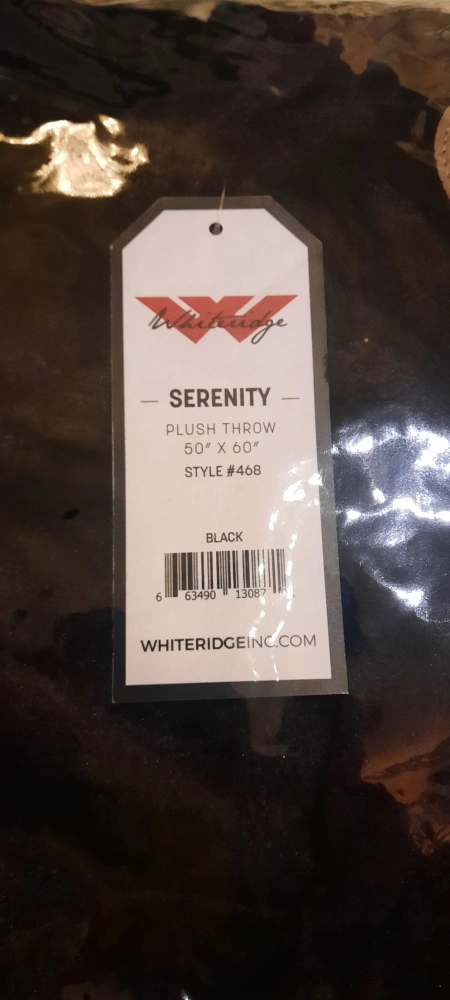 Whiteridge
— SERENITY —
PLUSH THROW
50" X 60"
STYLE #468
BLACK
6 63490 13087
WHITERIDGEINC.COM